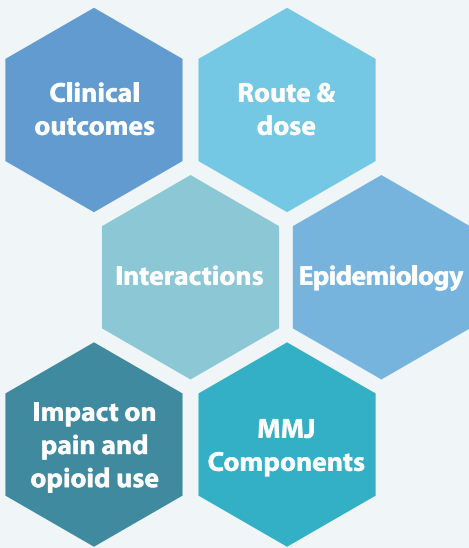 Clinical
outcomes
Route &
dose
Interactions
Epidemiology
Impact on
pain and
opioid use
MMJ
Components